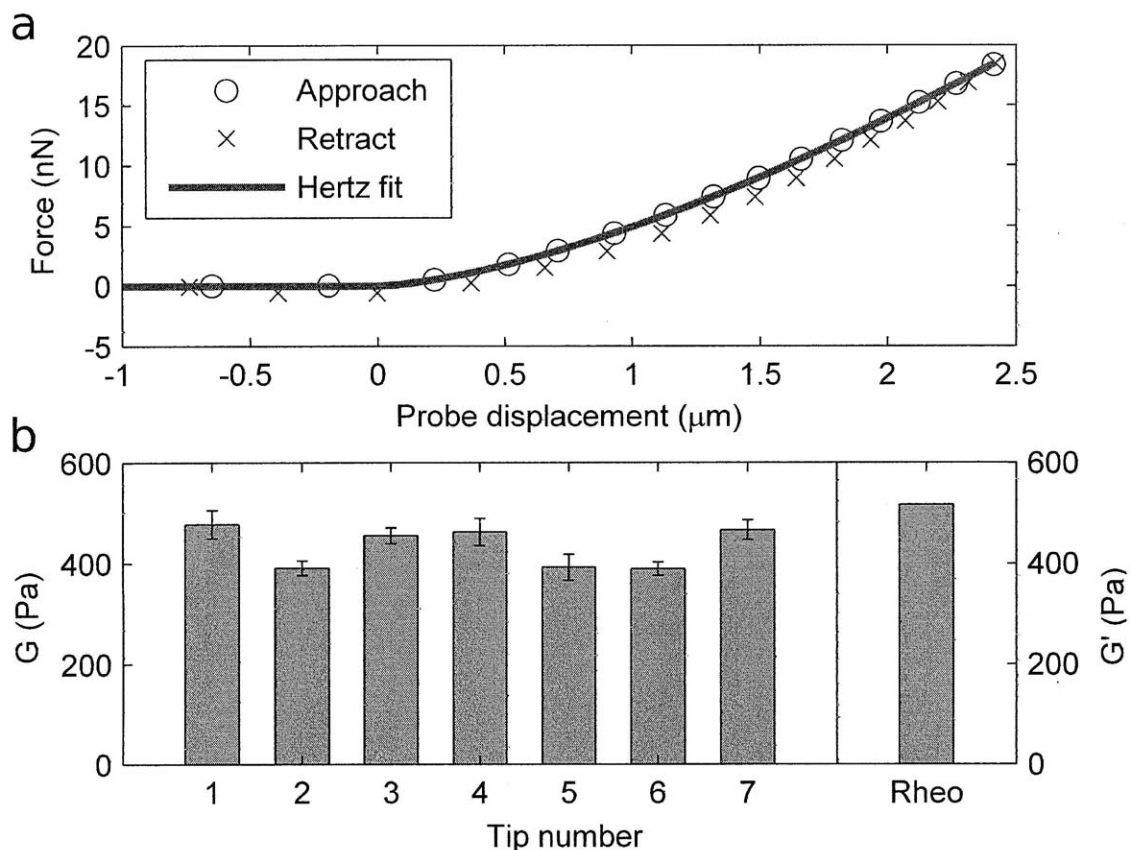 a
20
15
10
5
0
-5
Force (nN)
Approach
Retract
Hertz fit
-1 -0.5 0 0.5 1 1.5 2 2.5
Probe displacement (μm)
b
600
400
200
0
G (Pa)
600
400
200
0
G' (Pa)
1 2 3 4 5 6 7 Rheo
Tip number